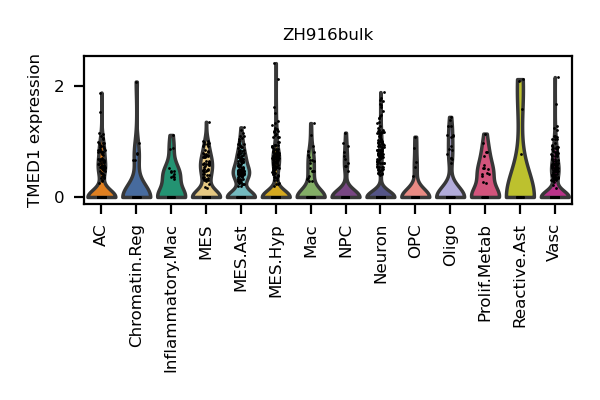 ZH916bulk
TMED1 expression
2
0
AC
Chromatin.Reg
Inflammatory.Mac
MES
MES.Ast
MES.Hyp
Mac
NPC
Neuron
OPC
Oligo
Prolif.Metab
Reactive.Ast
Vasc